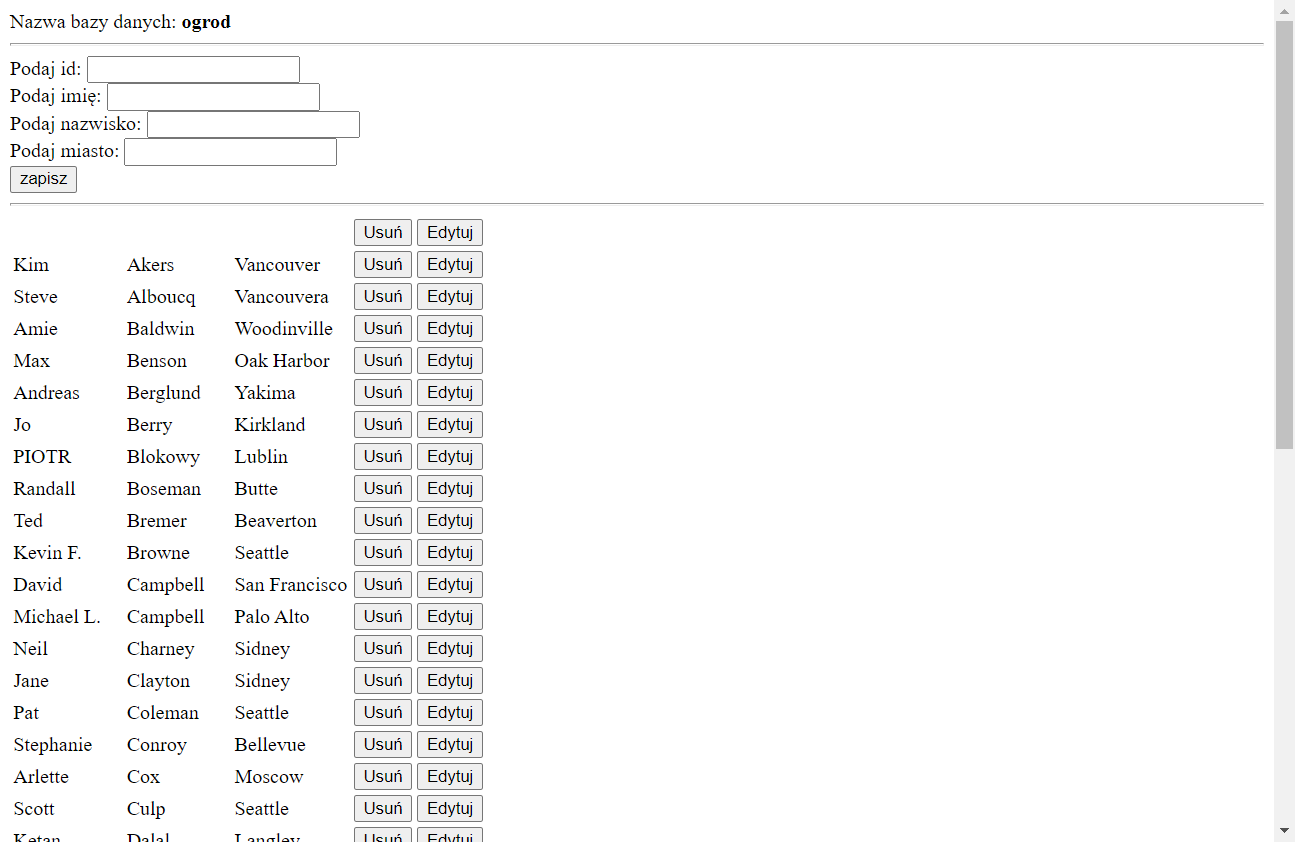 Nazwa bazy danych: ogrod
Podaj id:
Podaj imię:
Podaj nazwisko:
Podaj miasto:
zapisz
Usuń Edytuj
Kim Akers Vancouver Usuń Edytuj
Steve Alboucq Vancouvera Usuń Edytuj
Amie Baldwin Woodinville Usuń Edytuj
Max Benson Oak Harbor Usuń Edytuj
Andreas Berglund Yakima Usuń Edytuj
Jo Berry Kirkland Usuń Edytuj
PIOTR Blokowy Lublin Usuń Edytuj
Randall Boseman Butte Usuń Edytuj
Ted Bremer Beaverton Usuń Edytuj
Kevin F. Browne Seattle Usuń Edytuj
David Campbell San Francisco Usuń Edytuj
Michael L. Campbell Palo Alto Usuń Edytuj
Neil Charney Sidney Usuń Edytuj
Jane Clayton Sidney Usuń Edytuj
Pat Coleman Seattle Usuń Edytuj
Stephanie Conroy Bellevue Usuń Edytuj
Arlette Cox Moscow Usuń Edytuj
Scott Culp Seattle Usuń Edytuj
Ketan Dalal Langley Usuń Edytuj